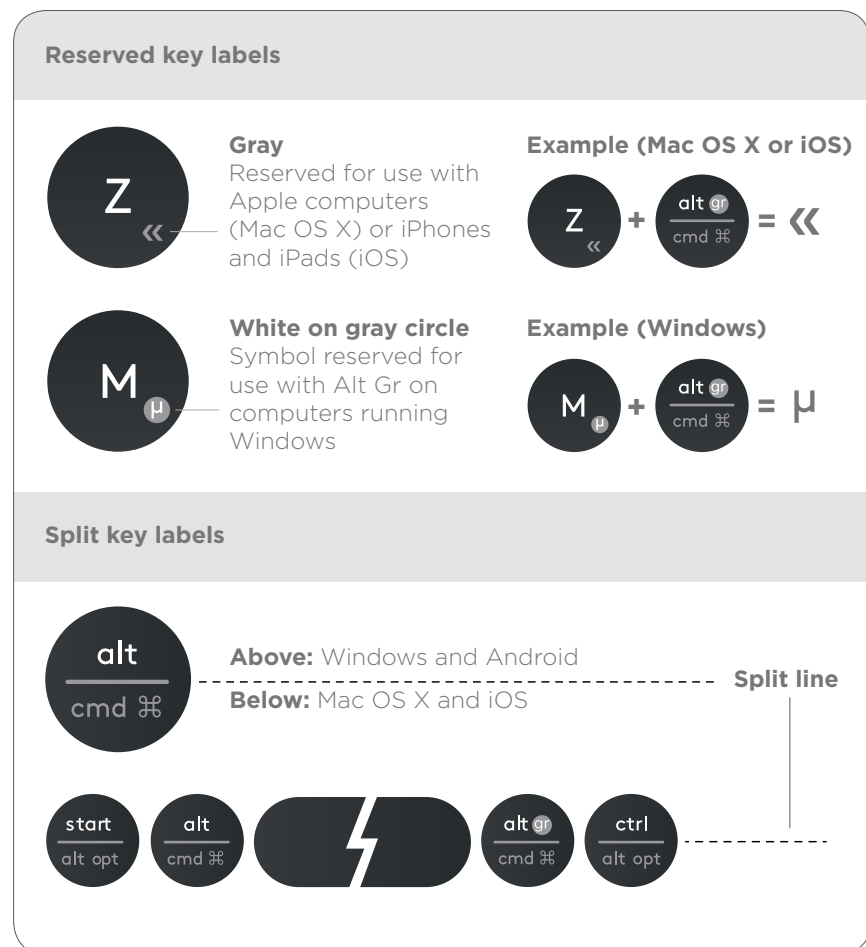 Reserved key labels
Z
«
Gray
Reserved for use with
Apple computers
(Mac OS X) or iPhones
and iPads (iOS)
Example (Mac OS X or iOS)
Z
«
+
alt gr
cmd ⌘
= «
M
µ
White on gray circle
Symbol reserved for
use with Alt Gr on
computers running
Windows
Example (Windows)
M
µ
+
alt gr
cmd ⌘
= µ
Split key labels
alt
cmd ⌘
Above: Windows and Android
Below: Mac OS X and iOS
Split line
start
alt opt
alt
cmd ⌘
alt gr
cmd ⌘
ctrl
alt opt